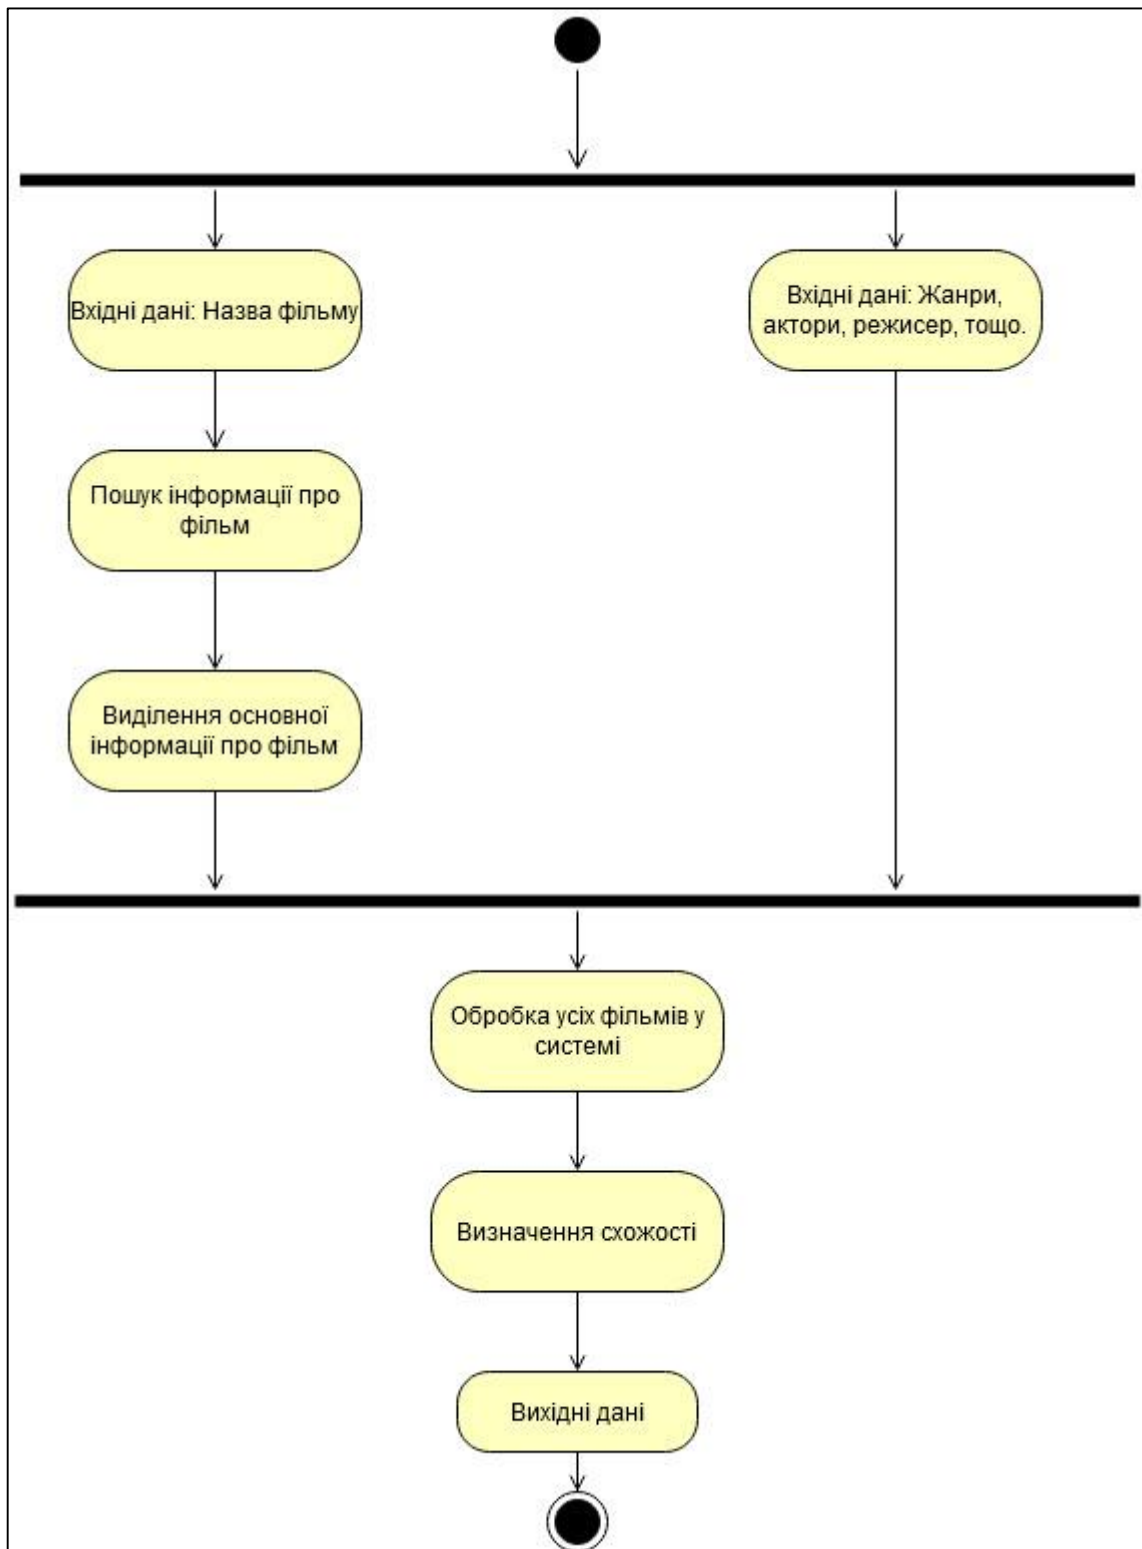 Вхідні дані: Назва фільму
Вхідні дані: Жанри,
актори, режисер, тощо.
Пошук інформації про
фільм
Виділення основної
інформації про фільм
Обробка усіх фільмів у
системі
Визначення схожості
Вихідні дані